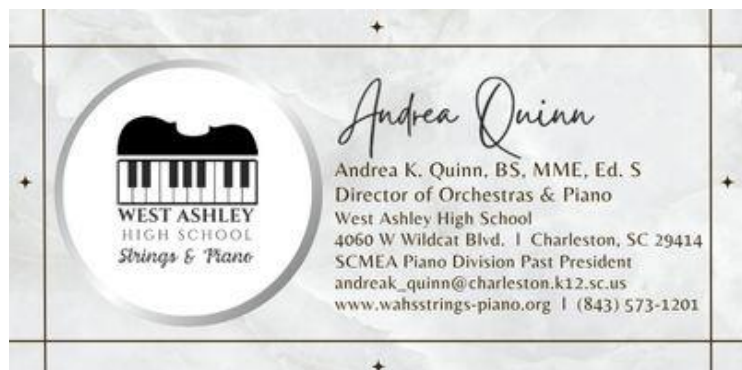 WEST ASHLEY
HIGH SCHOOL
Strings & Piano
Andrea Quinn
Andrea K. Quinn, BS, MME, Ed. S
Director of Orchestras & Piano
West Ashley High School
4060 W Wildcat Blvd. | Charleston, SC 29414
SCMEA Piano Division Past President
andreak_quinn@charleston.k12.sc.us
www.wahsstrings-piano.org | (843) 573-1201